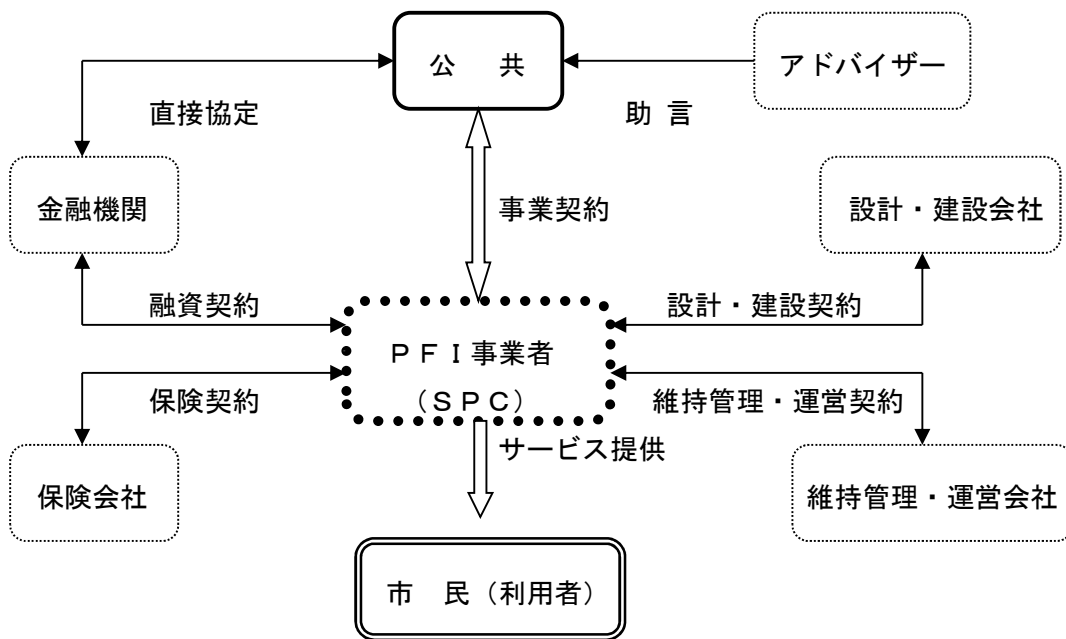 公　共
アドバイザー
直接協定
助 言
金融機関
事業契約
設計・建設会社
融資契約
設計・建設契約
ＰＦＩ事業者
（ＳＰＣ）
保険契約
維持管理・運営契約
サービス提供
保険会社
維持管理・運営会社
市　民（利用者）